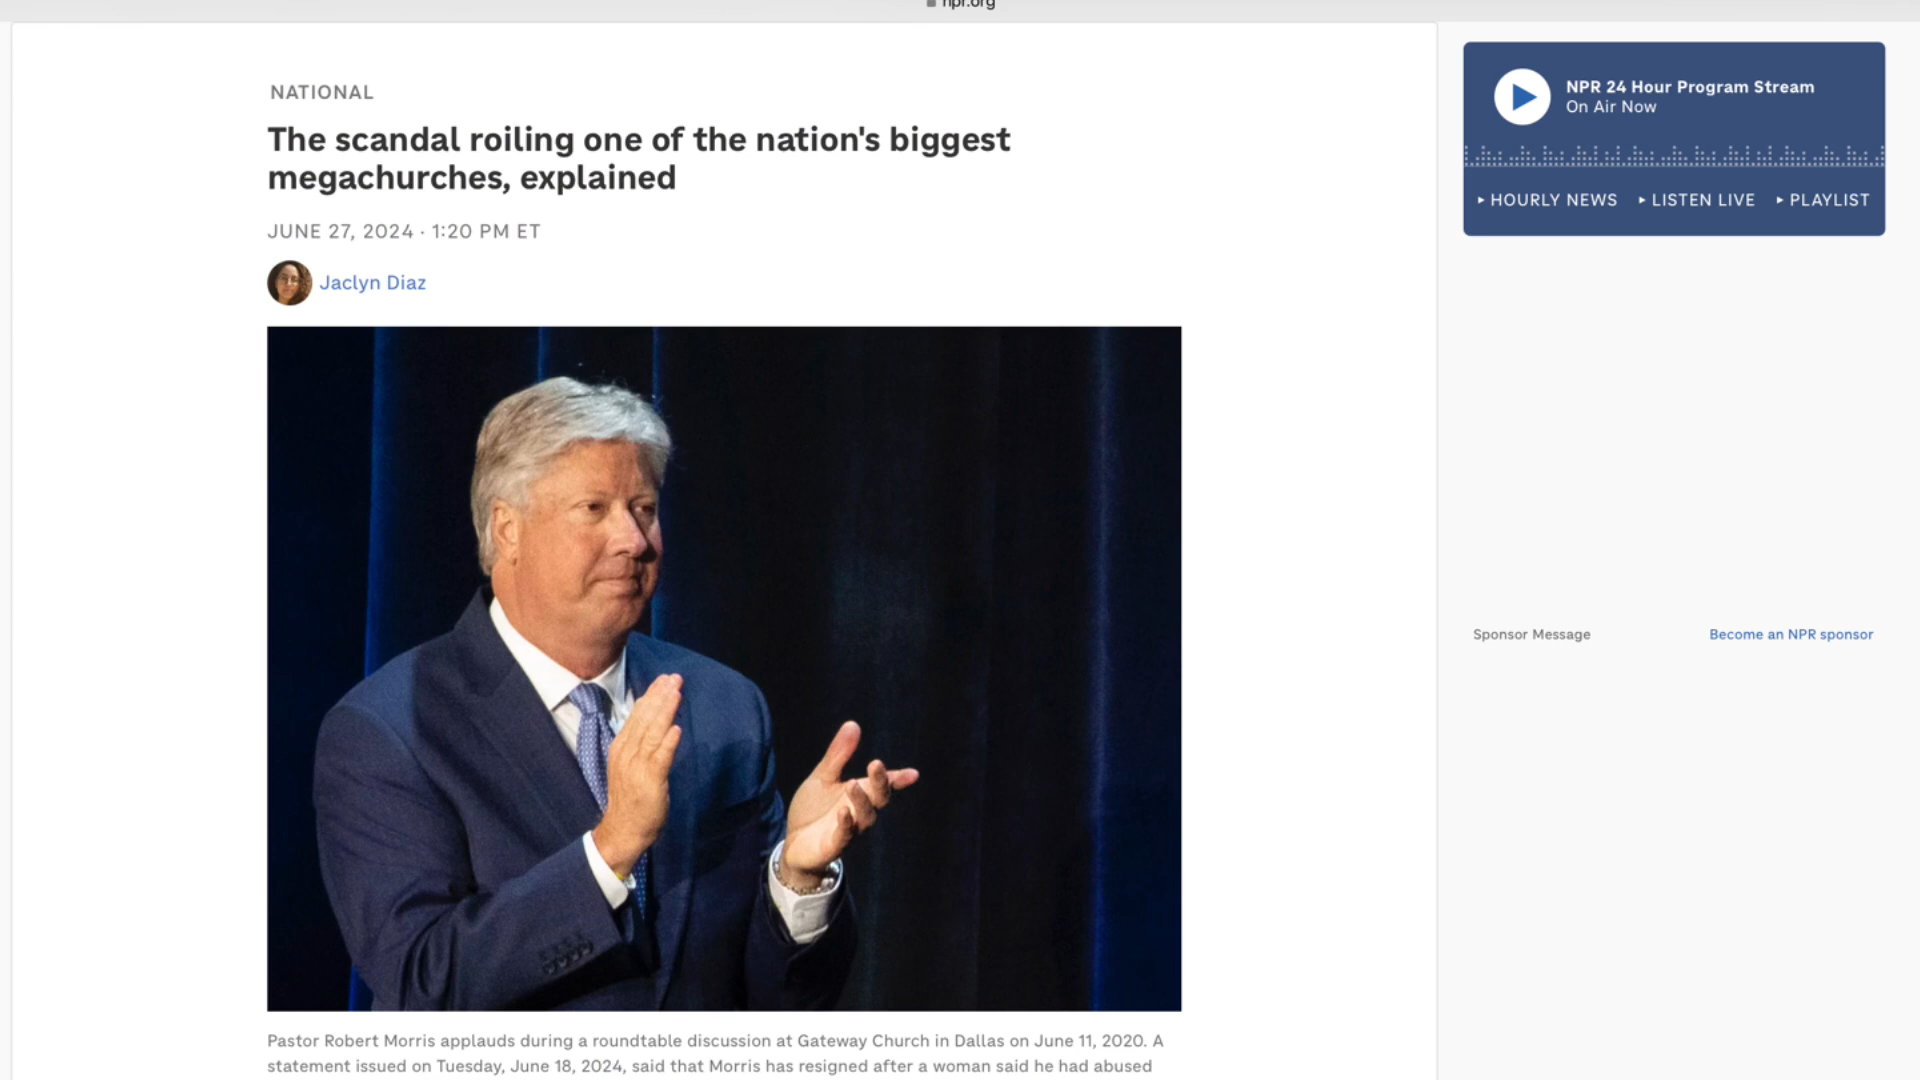 npr.org
NATIONAL
The scandal roiling one of the nation's biggest
megachurches, explained
JUNE 27, 2024 · 1:20 PM ET
Jaclyn Diaz
Pastor Robert Morris applauds during a roundtable discussion at Gateway Church in Dallas on June 11, 2020. A
statement issued on Tuesday, June 18, 2024, said that Morris has resigned after a woman said he had abused
NPR 24 Hour Program Stream
On Air Now
HOURLY NEWS LISTEN LIVE PLAYLIST
Sponsor Message Become an NPR sponsor